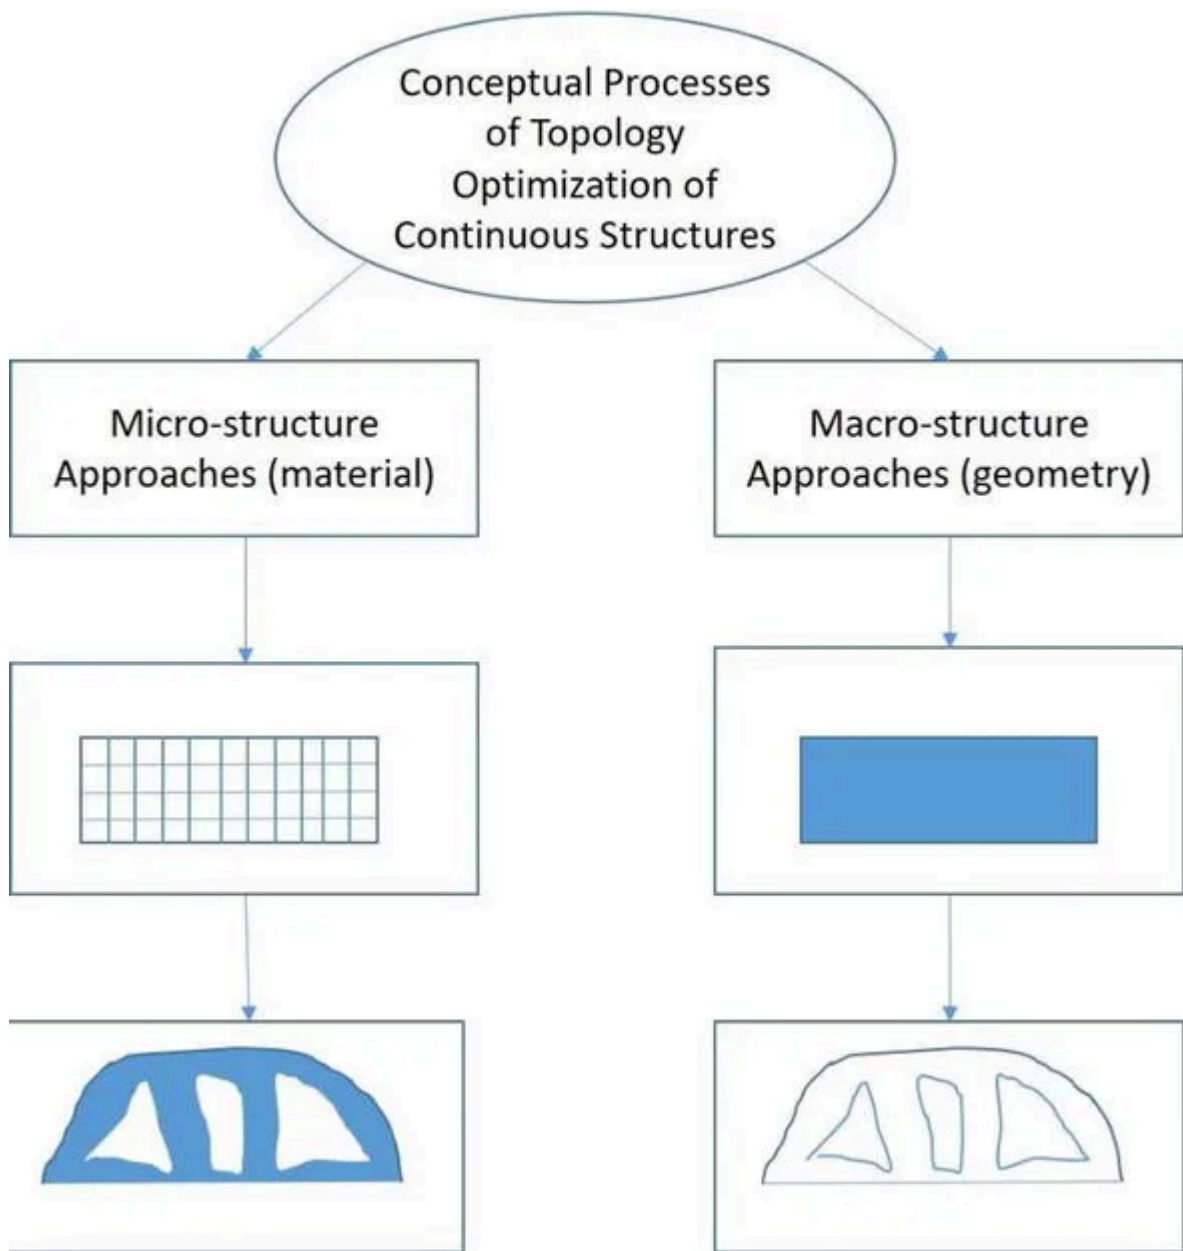 Conceptual Processes
of Topology
Optimization of
Continuous Structures
Micro-structure
Approaches (material)
Macro-structure
Approaches (geometry)